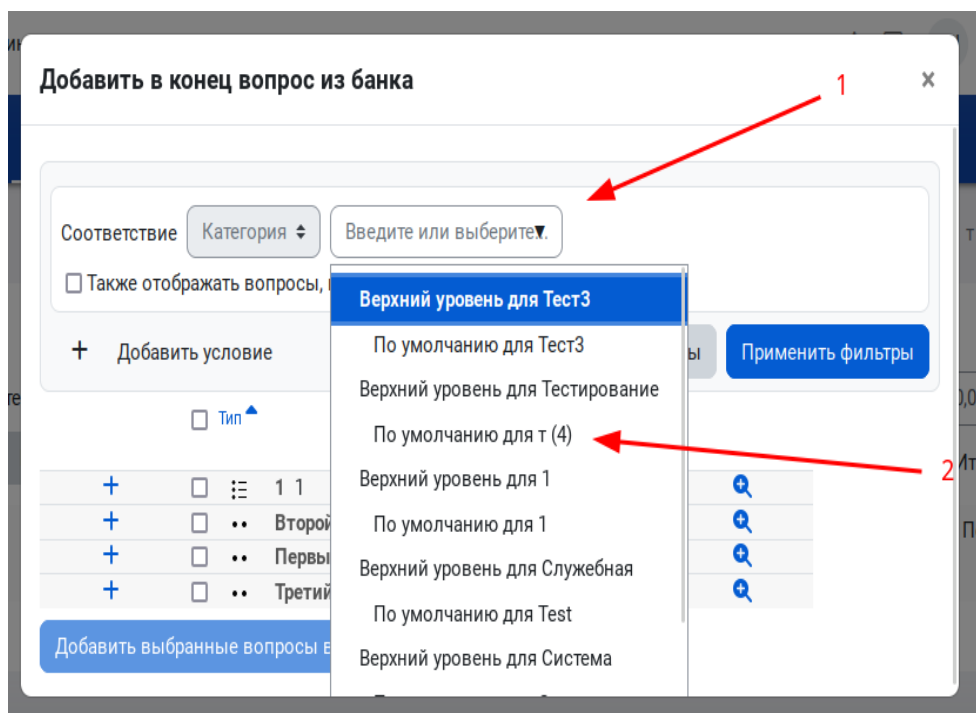 Добавить в конец вопрос из банка
1
×
Соответствие Категория Введите или выберите
Также отображать вопросы,
Верхний уровень для Тест3
+ Добавить условие
По умолчанию для Тест3
Применить фильтры
Верхний уровень для Тестирование
Тип
По умолчанию для т (4)
2
Верхний уровень для 1
1 1
По умолчанию для 1
Второй
Верхний уровень для Служебная
Первы
По умолчанию для Test
Третий
Добавить выбранные вопросы в
Верхний уровень для Система